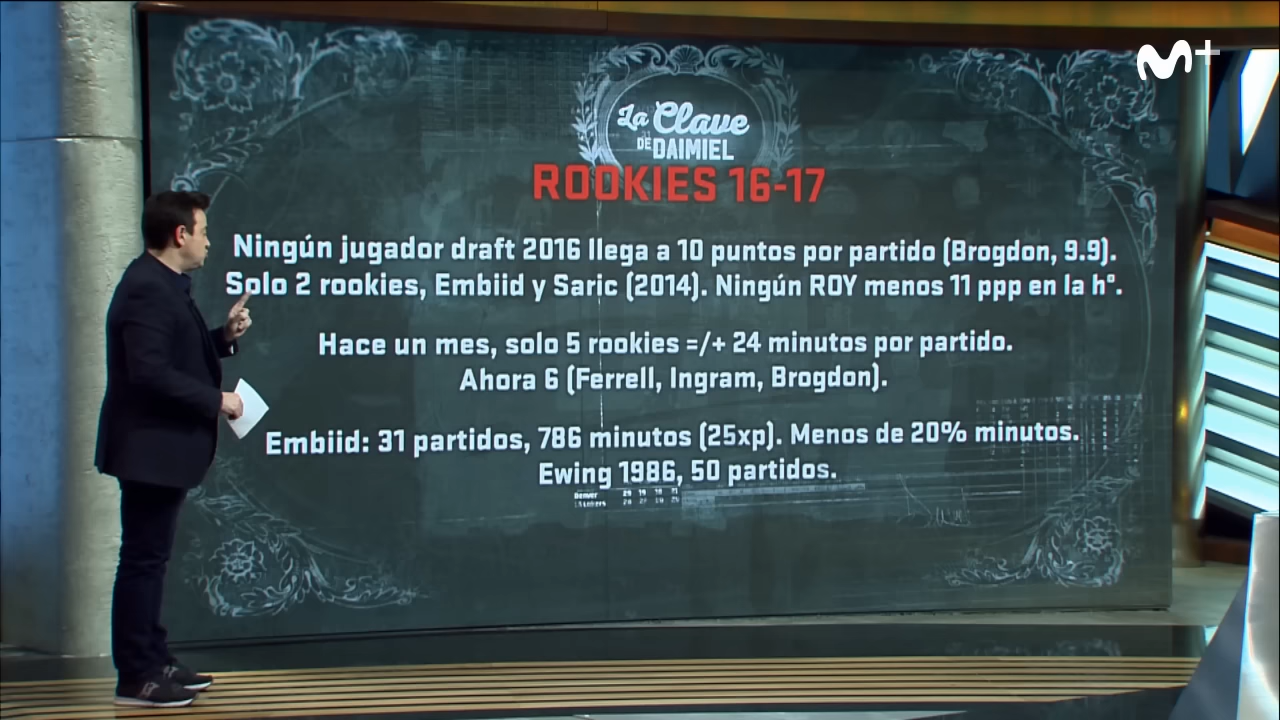 M+
La Clave
DE DAIMIEL
ROOKIES 16-17
Ningún jugador draft 2016 llega a 10 puntos por partido (Brogdon, 9.9).
Solo 2 rookies, Embiid y Saric (2014). Ningún ROY menos 11 ppp en la hº.
Hace un mes, solo 5 rookies =/+ 24 minutos por partido.
Ahora 6 (Ferrell, Ingram, Brogdon).
Embiid: 31 partidos, 786 minutos (25xp). Menos de 20% minutos.
Ewing 1986, 50 partidos.
Denver